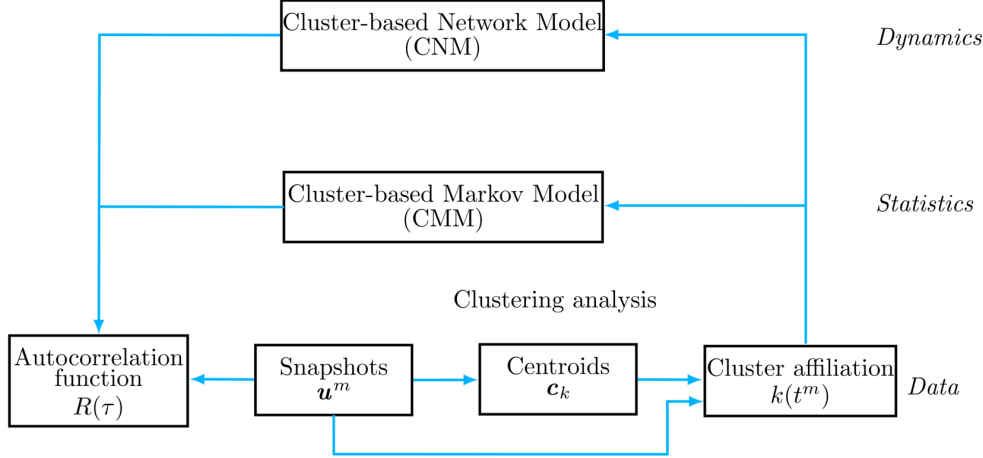 Cluster-based Network Model
(CNM)
Dynamics
Cluster-based Markov Model
(CMM)
Statistics
Clustering analysis
Autocorrelation
function
R(τ)
Snapshots
u^m
Centroids
c_k
Cluster affiliation
k(t^m)
Data